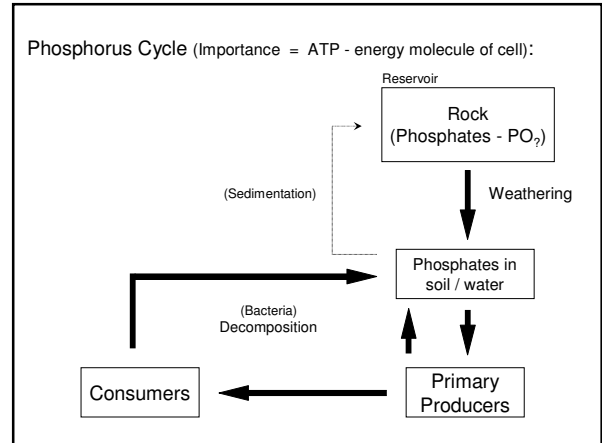 Phosphorus Cycle (Importance = ATP - energy molecule of cell):
Reservoir
Rock
(Phosphates - PO?)
(Sedimentation)
Weathering
Phosphates in
soil / water
(Bacteria)
Decomposition
Consumers
Primary
Producers